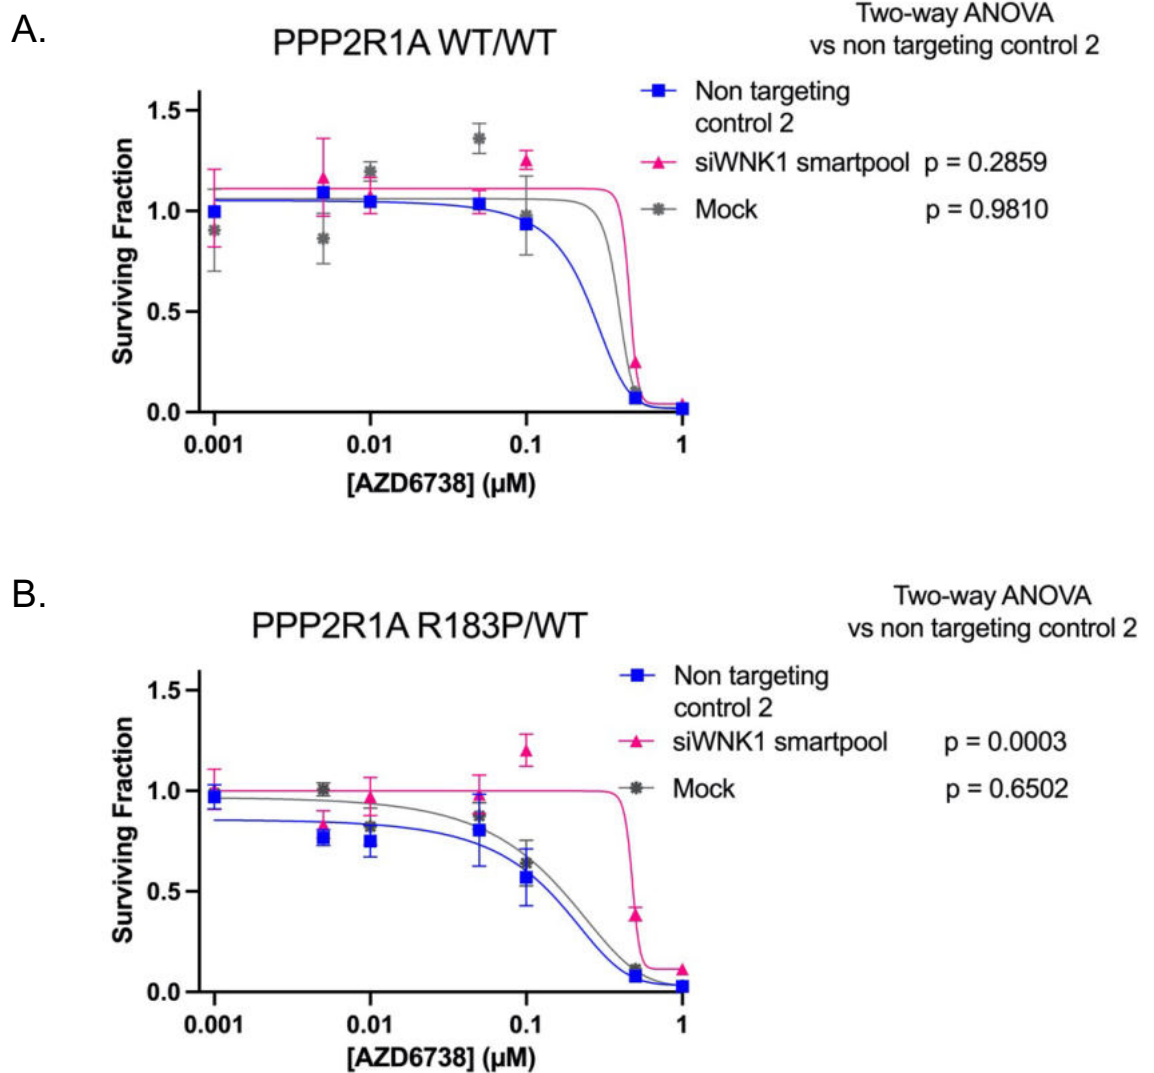 A.
PPP2R1A WT/WT
Two-way ANOVA
vs non targeting control 2
Non targeting
control 2
siWNK1 smartpool p = 0.2859
Mock p = 0.9810
Surviving Fraction
1.5
1.0
0.5
0.0
0.001 0.01 0.1 1
[AZD6738] (µM)
B.
PPP2R1A R183P/WT
Two-way ANOVA
vs non targeting control 2
Non targeting
control 2
siWNK1 smartpool p = 0.0003
Mock p = 0.6502
Surviving Fraction
1.5
1.0
0.5
0.0
0.001 0.01 0.1 1
[AZD6738] (µM)